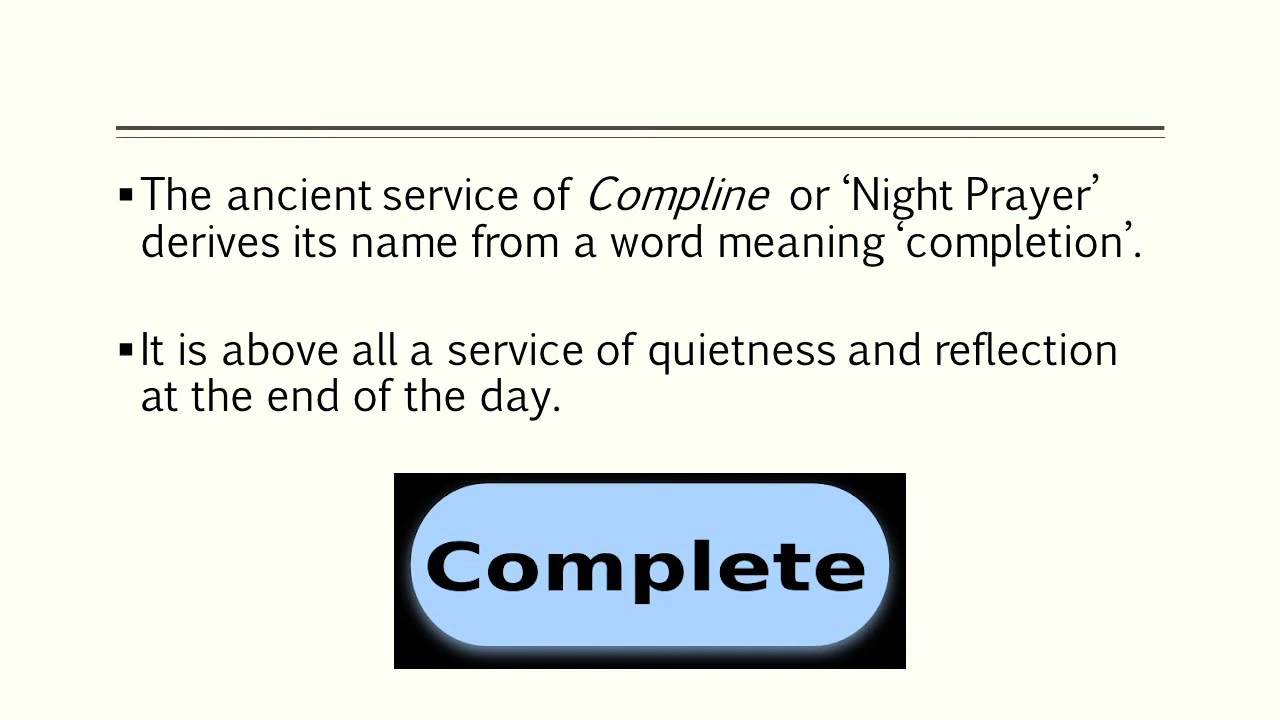 ▪The ancient service of Compline or ‘Night Prayer’
derives its name from a word meaning ‘completion’.
▪It is above all a service of quietness and reflection
at the end of the day.
Complete